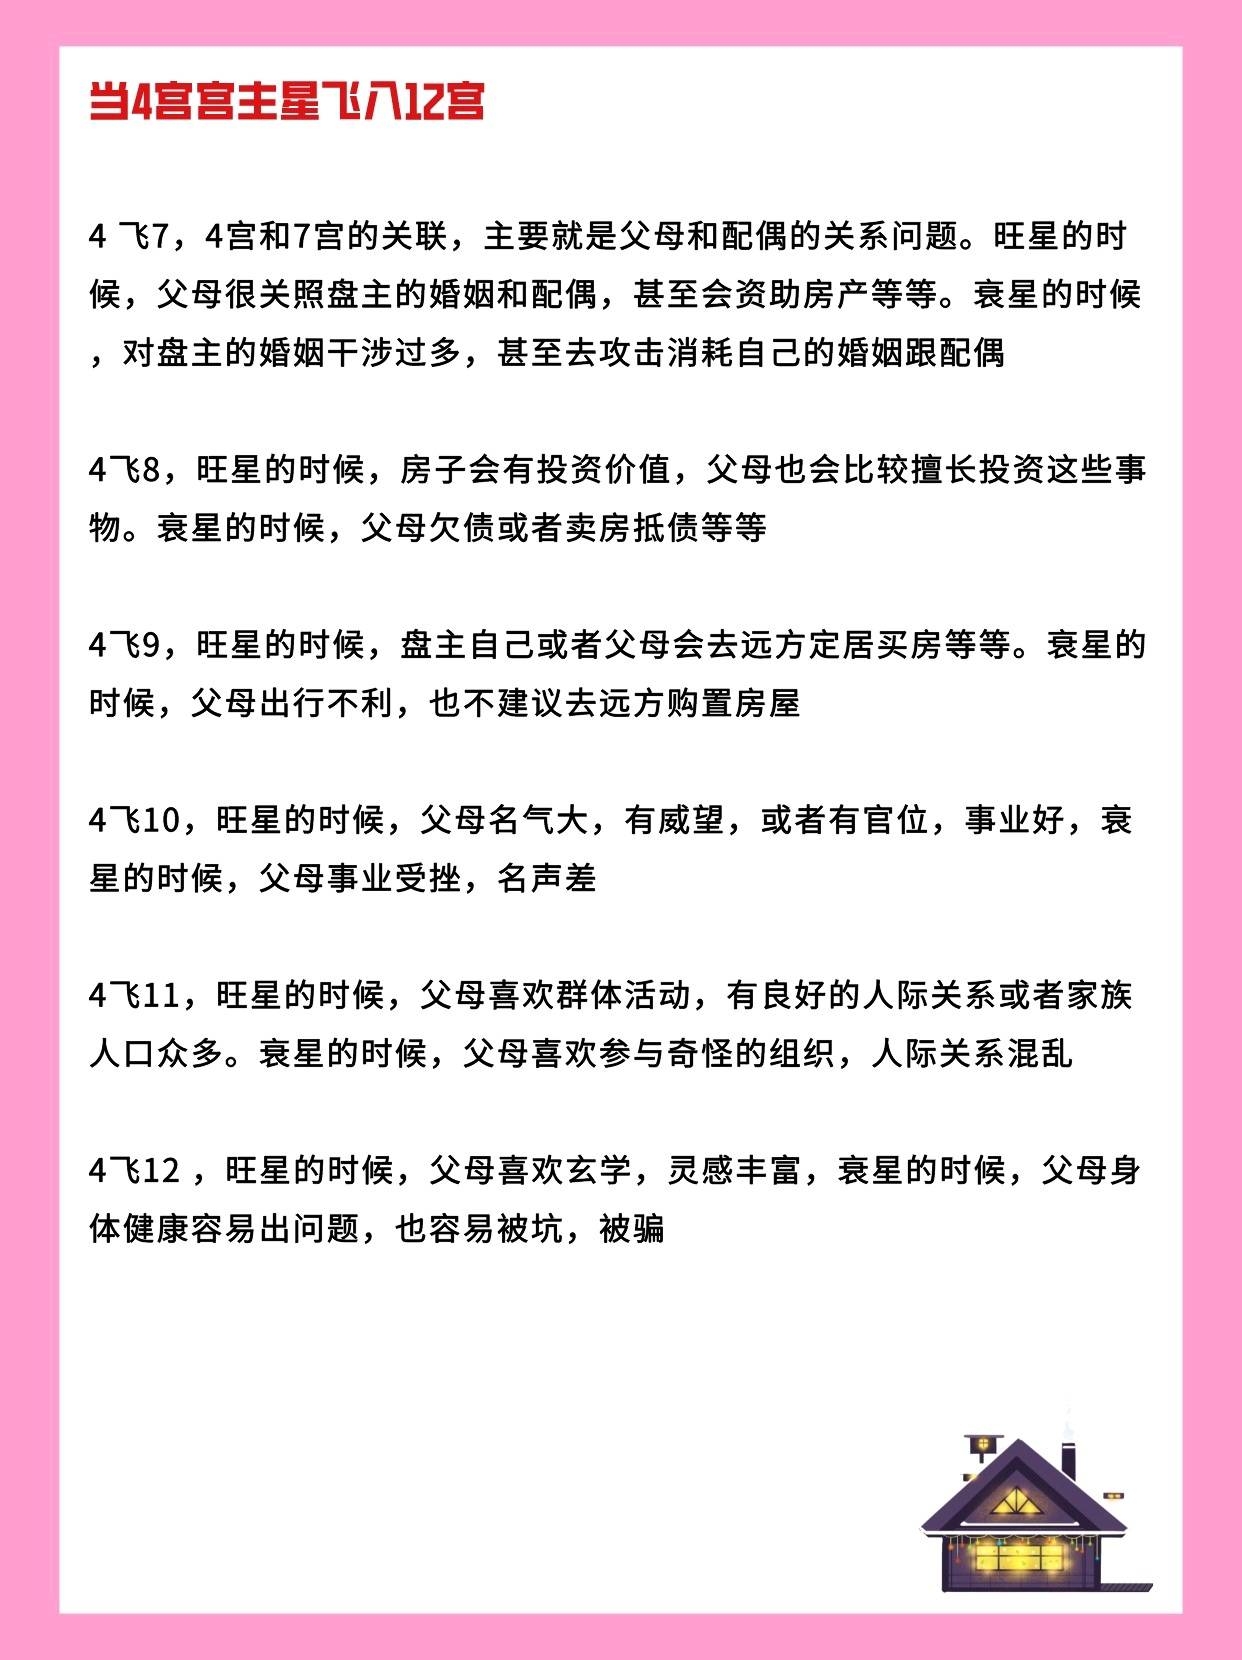 当4宫宫主星飞入12宫
4 飞7，4宫和7宫的关联，主要就是父母和配偶的关系问题。旺星的时
候，父母很关照盘主的婚姻和配偶，甚至会资助房产等等。衰星的时候
，对盘主的婚姻干涉过多，甚至去攻击消耗自己的婚姻跟配偶
4飞8，旺星的时候，房子会有投资价值，父母也会比较擅长投资这些事
物。衰星的时候，父母欠债或者卖房抵债等等
4飞9，旺星的时候，盘主自己或者父母会去远方定居买房等等。衰星的
时候，父母出行不利，也不建议去远方购置房屋
4飞10，旺星的时候，父母名气大，有威望，或者有官位，事业好，衰
星的时候，父母事业受挫，名声差
4飞11，旺星的时候，父母喜欢群体活动，有良好的人际关系或者家族
人口众多。衰星的时候，父母喜欢参与奇怪的组织，人际关系混乱
4飞12 ，旺星的时候，父母喜欢玄学，灵感丰富，衰星的时候，父母身
体健康容易出问题，也容易被坑，被骗